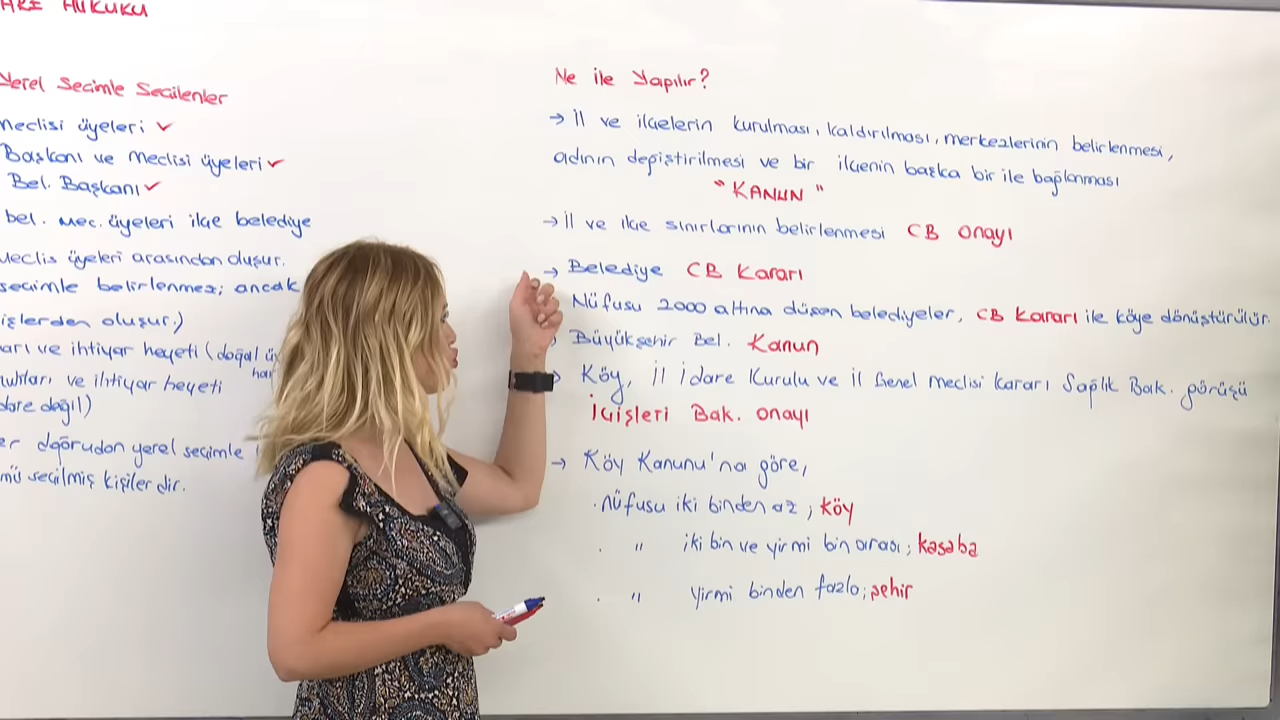 HUKUKU
Yerel Seçimle Seçilenler
meclisi üyeleri ✓
Başkanı ve Meclisi üyeleri ✓
Bel. Başkanı ✓
bel. mec. üyeleri ilçe belediye
meclis üyeleri arasından oluşur.
seçimle belirlenmez; ancak
işlerden oluşur.)
arı ve ihtiyar heyeti (doğal
ve ihtiyar heyeti
değil)
er doğrudan yerel seçimle
mü seçilmiş kişilerdir.
Ne ile Yapılır?
→ İl ve ilçelerin kurulması, kaldırılması, merkezlerinin belirlenmesi,
adının değiştirilmesi ve bir ilçenin başka bir ile bağlanması
"KANUN"
→ İl ve ilçe sınırlarının belirlenmesi CB onayı
→ Belediye CB Kararı
Nüfusu 2000 altına düşen belediyeler, CB Kararı ile köye dönüştürülür.
Büyükşehir Bel. Kanun
Köy, İl İdare Kurulu ve İl Genel Meclisi Kararı Sağlık Bak. görüşü
İçişleri Bak. onayı
→ Köy Kanunu'na göre,
. nüfusu iki binden az ; köy
. " iki bin ve yirmi bin arası ; kasaba
. " yirmi binden fazla ; şehir